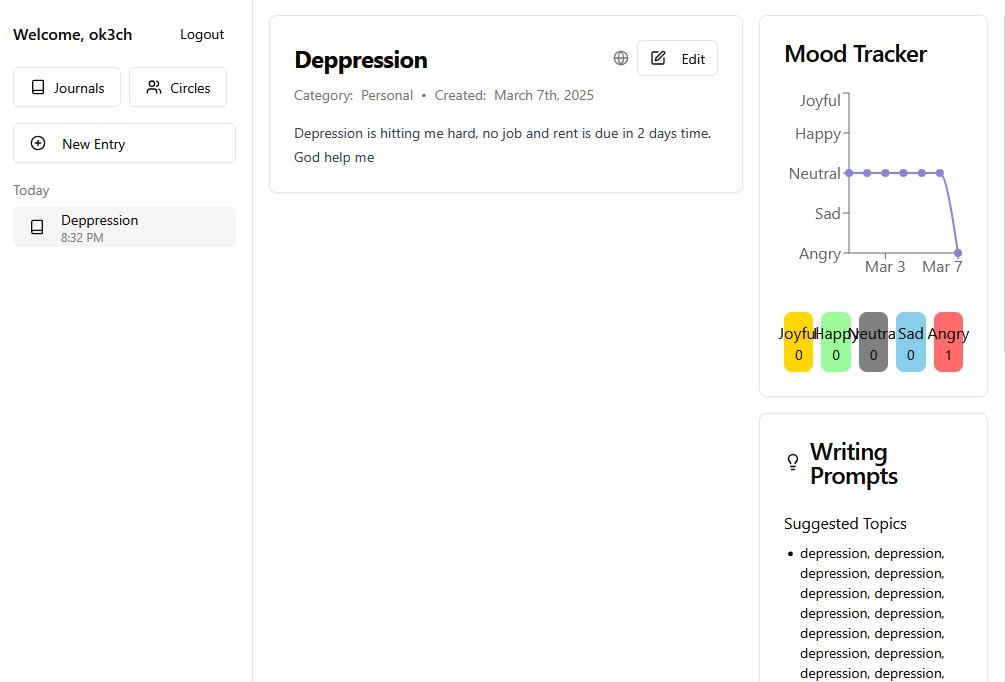 Welcome, ok3ch
Logout
Journals
Circles
New Entry
Today
Deppression
8:32 PM
Deppression
Edit
Category: Personal • Created: March 7th, 2025
Depression is hitting me hard, no job and rent is due in 2 days time.
God help me
Mood Tracker
Joyful
Happy
Neutral
Sad
Angry
Mar 3 Mar 7
Joyful Happy Neutral Sad Angry
0 0 0 0 1
Writing
Prompts
Suggested Topics
• depression, depression,
depression, depression,
depression, depression,
depression, depression,
depression, depression,
depression, depression,
depression, depression,